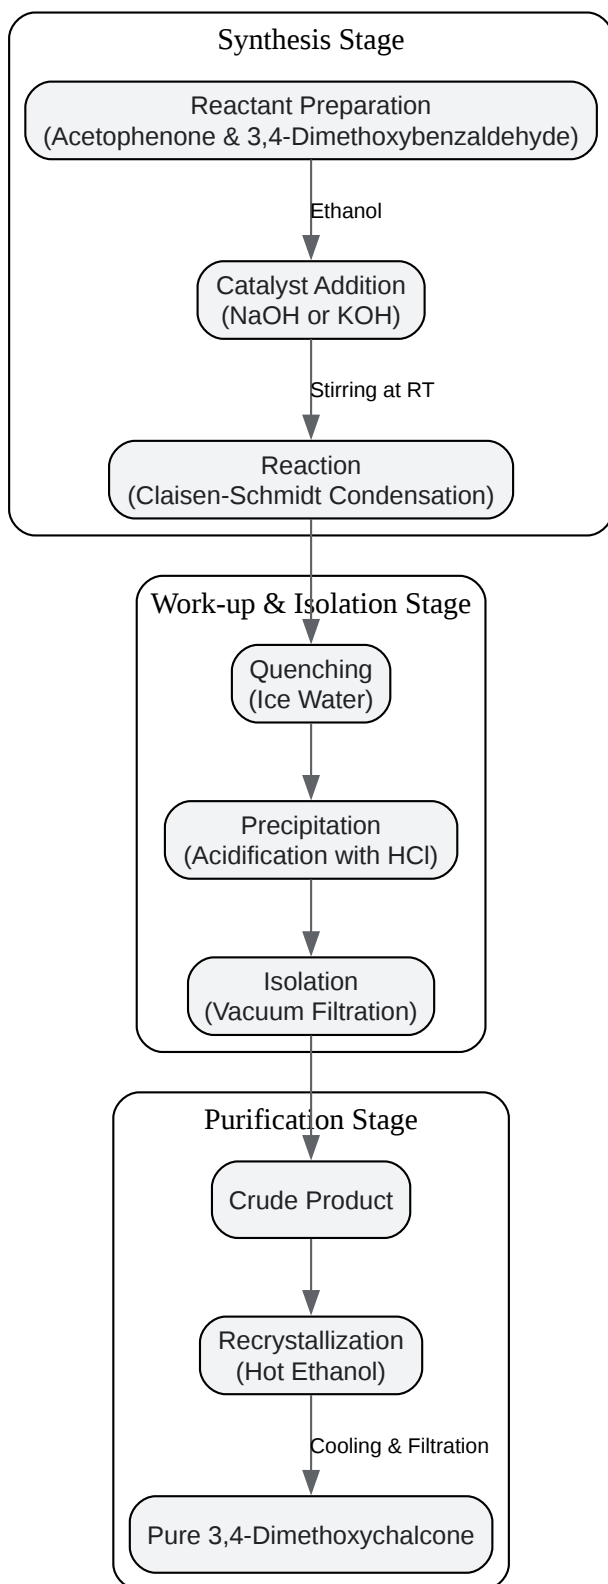 Synthesis Stage
Reactant Preparation
(Acetophenone & 3,4-Dimethoxybenzaldehyde)
Ethanol
Catalyst Addition
(NaOH or KOH)
Stirring at RT
Reaction
(Claisen-Schmidt Condensation)
Work-up & Isolation Stage
Quenching
(Ice Water)
Precipitation
(Acidification with HCl)
Isolation
(Vacuum Filtration)
Purification Stage
Crude Product
Recrystallization
(Hot Ethanol)
Cooling & Filtration
Pure 3,4-Dimethoxychalcone